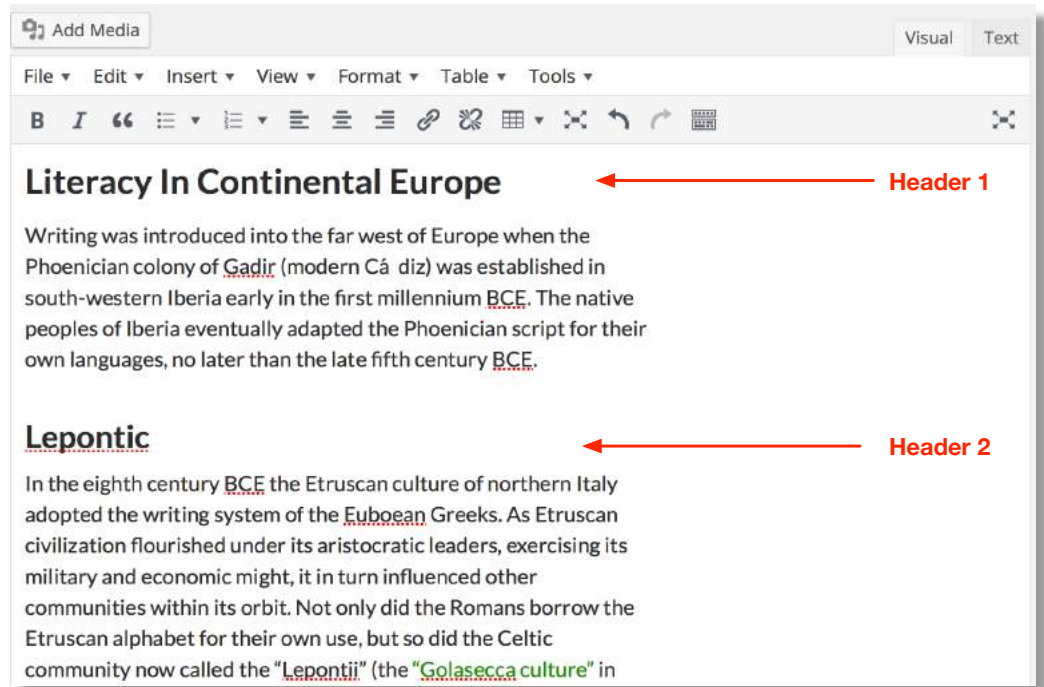 Add Media
Visual Text
File Edit Insert View Format Table Tools
B I “
Literacy In Continental Europe
Header 1
Writing was introduced into the far west of Europe when the
Phoenician colony of Gadir (modern Cá diz) was established in
south-western Iberia early in the first millennium BCE. The native
peoples of Iberia eventually adapted the Phoenician script for their
own languages, no later than the late fifth century BCE.
Lepontic
Header 2
In the eighth century BCE the Etruscan culture of northern Italy
adopted the writing system of the Euboean Greeks. As Etruscan
civilization flourished under its aristocratic leaders, exercising its
military and economic might, it in turn influenced other
communities within its orbit. Not only did the Romans borrow the
Etruscan alphabet for their own use, but so did the Celtic
community now called the “Lepontii” (the “Golasecca culture” in